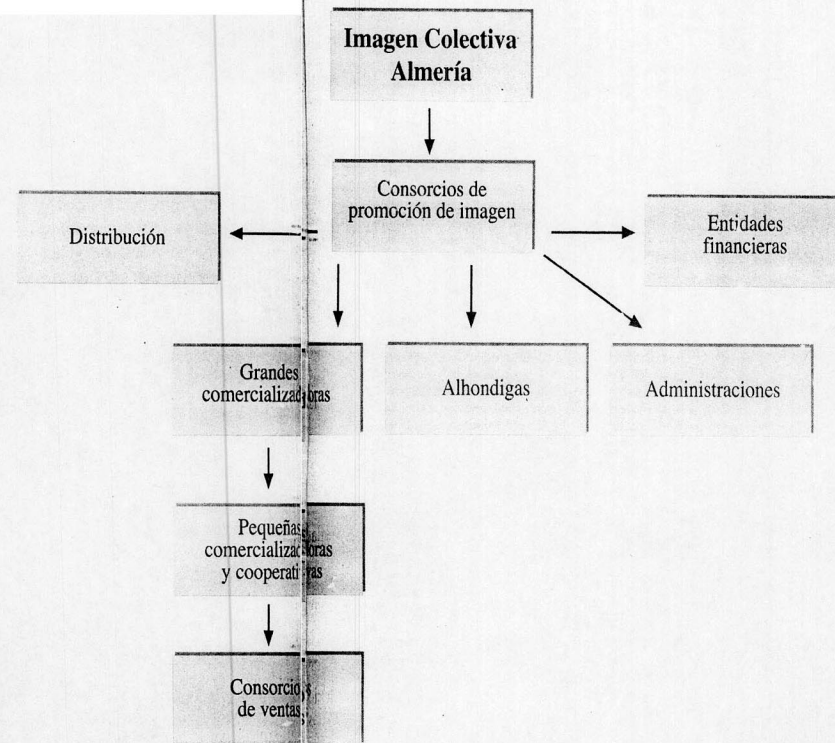 Imagen Colectiva
Almería
Consorcios de
promoción de imagen
Distribución
Entidades
financieras
Grandes
comercializadoras
Alhondigas
Administraciones
Pequeñas
comercializadoras
y cooperativas
Consorcios
de ventas